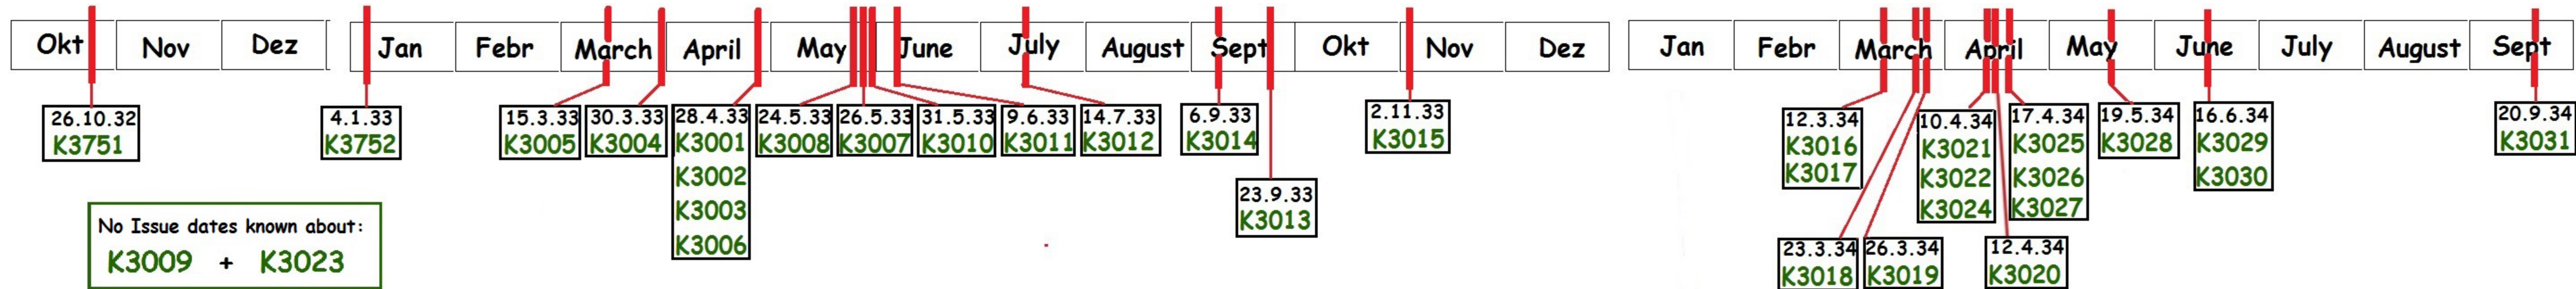 Okt Nov Dez Jan Febr March April May June July August Sept Okt Nov Dez Jan Febr March April May June July August Sept
26.10.32
K3751
4.1.33
K3752
15.3.33
K3005
30.3.33
K3004
28.4.33
K3001
K3002
K3003
K3006
24.5.33
K3008
26.5.33
K3007
31.5.33
K3010
9.6.33
K3011
14.7.33
K3012
6.9.33
K3014
23.9.33
K3013
2.11.33
K3015
12.3.34
K3016
K3017
23.3.34
K3018
26.3.34
K3019
10.4.34
K3021
K3022
K3024
12.4.34
K3020
17.4.34
K3025
K3026
K3027
19.5.34
K3028
16.6.34
K3029
K3030
20.9.34
K3031
No Issue dates known about:
K3009 + K3023